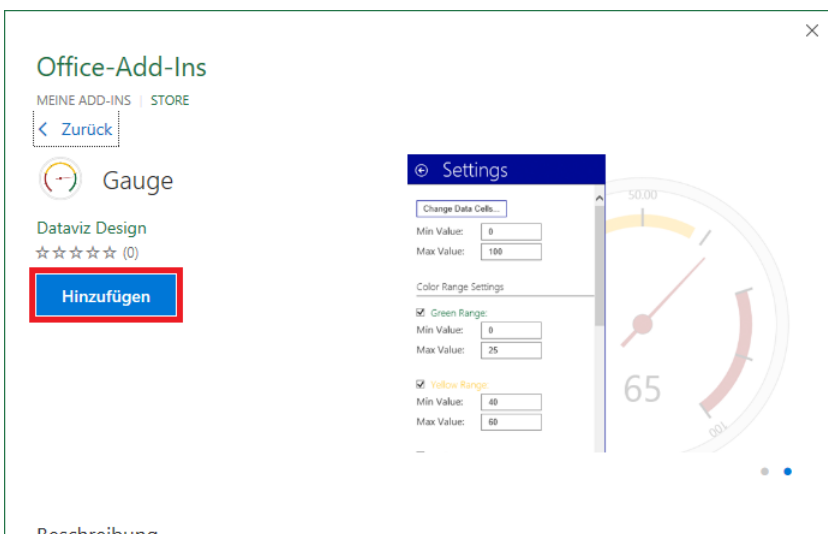 Office-Add-Ins
MEINE ADD-INS | STORE
Zurück
Gauge
Dataviz Design
(0)
Hinzufügen
Settings
Change Data Cells...
Min Value: 0
Max Value: 100
Color Range Settings
Green Range:
Min Value: 0
Max Value: 25
Yellow Range:
Min Value: 40
Max Value: 60
50.00
65
100
Beschreibung